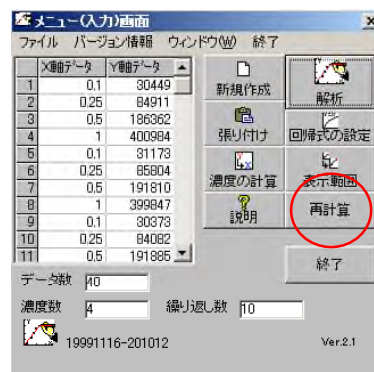 メニュー(入力)画面
ファイル バージョン情報 ウィンドウ(W) 終了
X軸データ Y軸データ
1 0.1 30449
2 0.25 84911
3 0.5 186362
4 1 400984
5 0.1 31173
6 0.25 85804
7 0.5 191810
8 1 399847
9 0.1 30373
10 0.25 84082
11 0.5 191885
新規作成 解析
張り付け 回帰式の設定
濃度の計算 表示範囲
説明 再計算
終了
データ数 40
濃度数 4 繰り返し数 10
19991116-201012 Ver.2.1